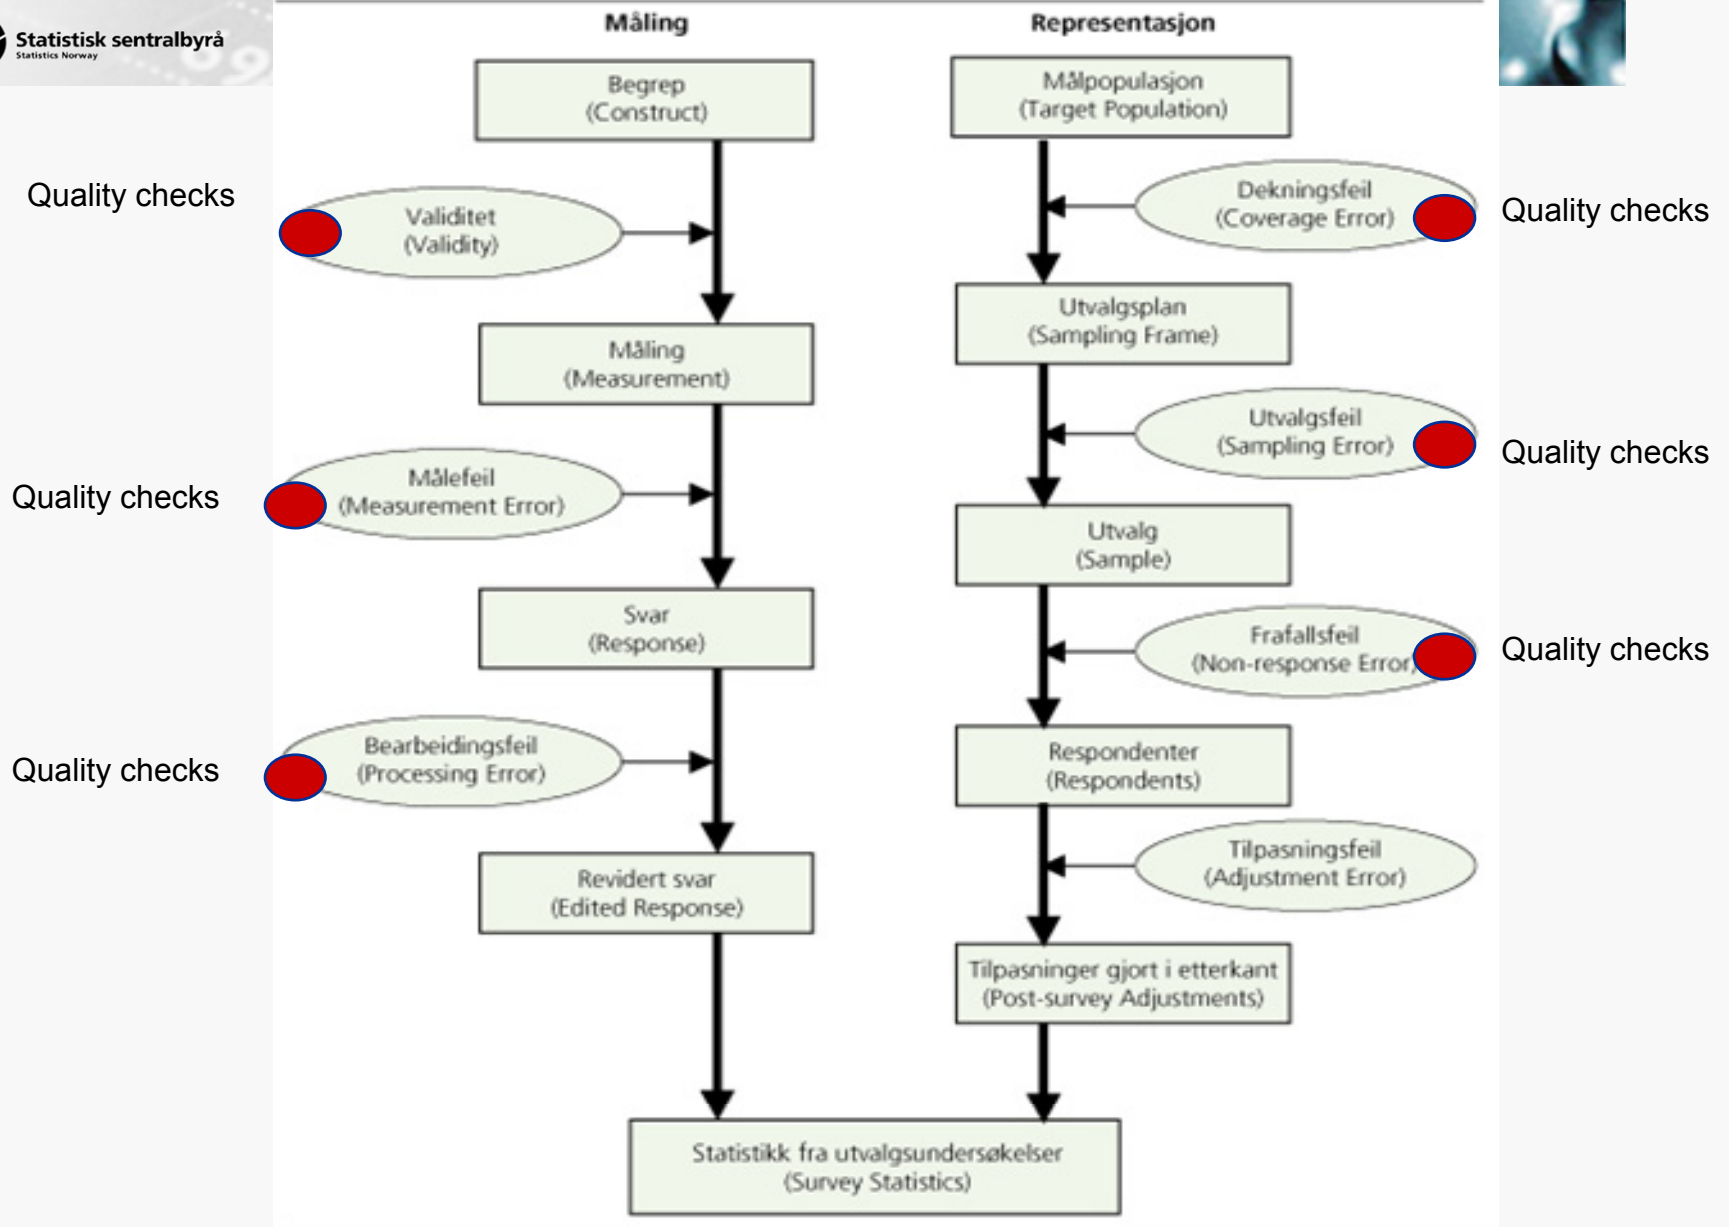 Statistisk sentralbyrå
Statistics Norway
Måling
Representasjon
Begrep
(Construct)
Målpopulasjon
(Target Population)
Quality checks
Validitet
(Validity)
Dekningsfeil
(Coverage Error)
Quality checks
Utvalgsplan
(Sampling Frame)
Måling
(Measurement)
Utvalgsfeil
(Sampling Error)
Quality checks
Quality checks
Målefeil
(Measurement Error)
Utvalg
(Sample)
Svar
(Response)
Frafallsfeil
(Non-response Error)
Quality checks
Quality checks
Bearbeidingsfeil
(Processing Error)
Respondenter
(Respondents)
Tilpasningsfeil
(Adjustment Error)
Revidert svar
(Edited Response)
Tilpasninger gjort i etterkant
(Post-survey Adjustments)
Statistikk fra utvalgsundersøkelser
(Survey Statistics)